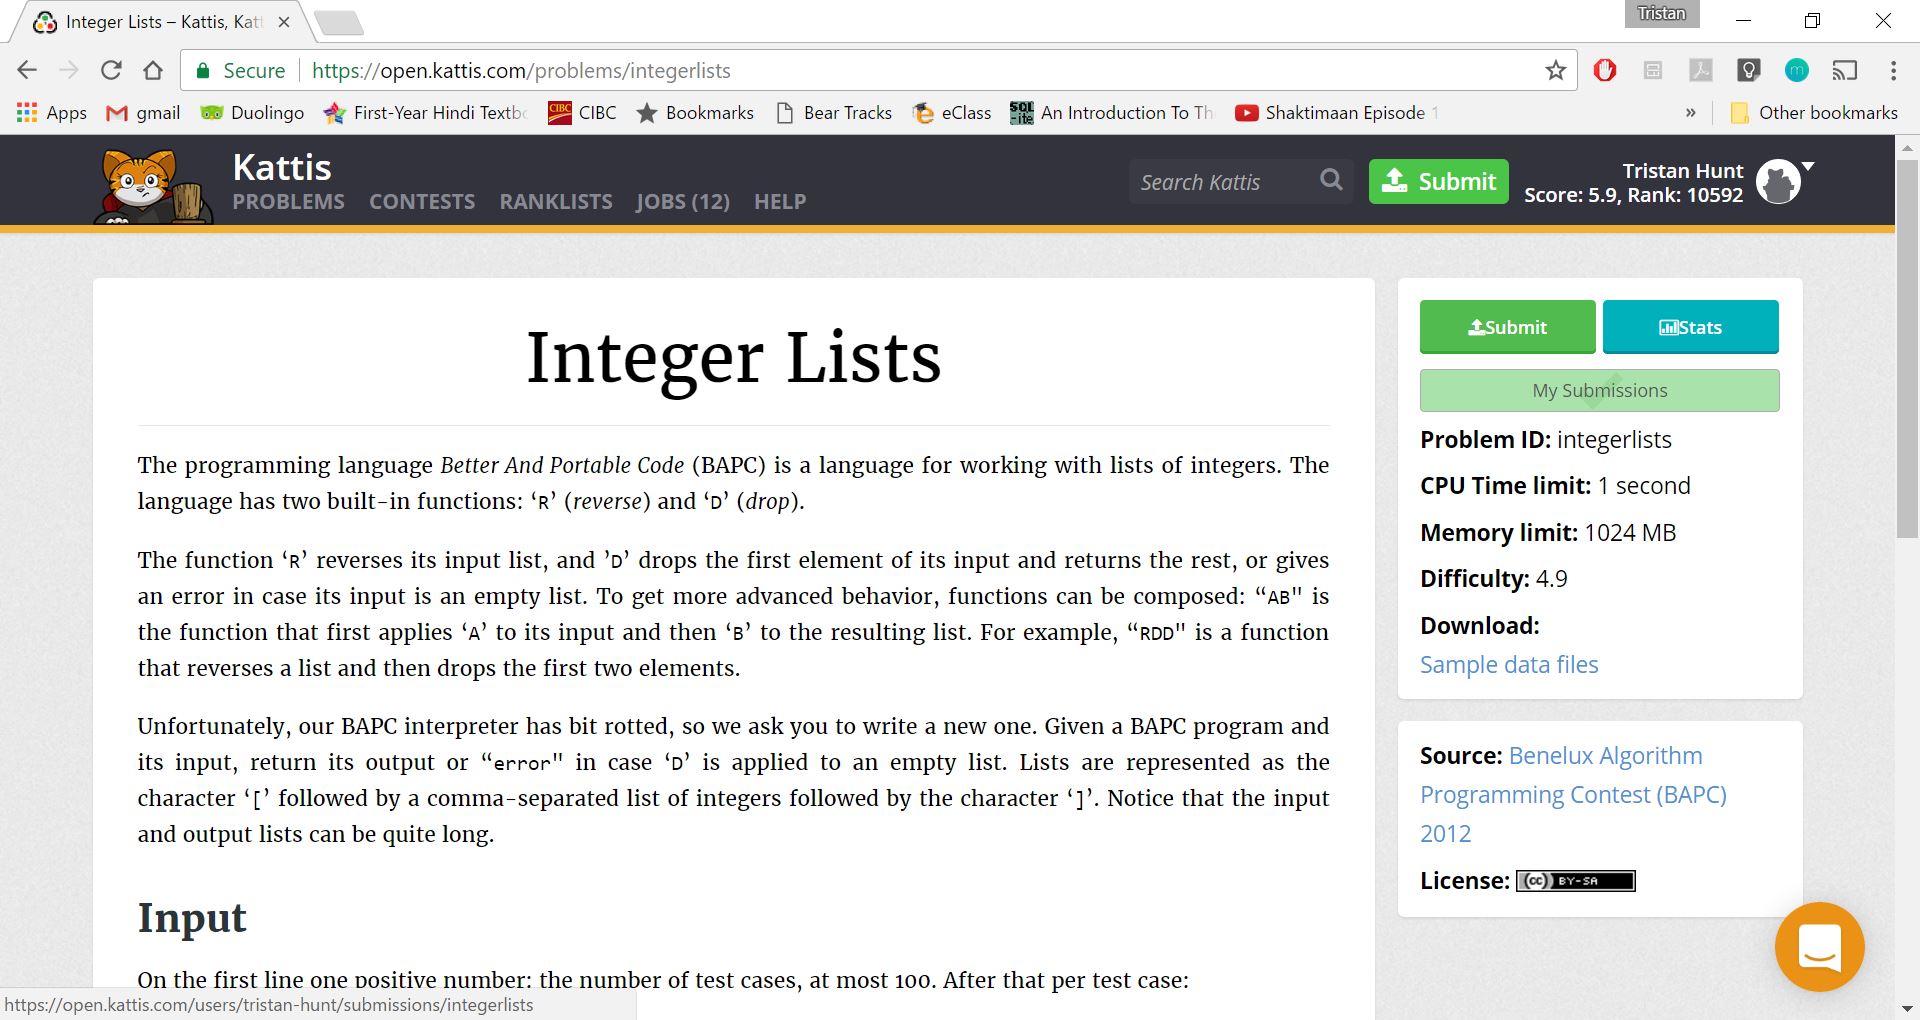 Integer Lists – Kattis, Kat
Tristan
Secure
https://open.kattis.com/problems/integerlists
m
Apps
gmail
Duolingo
First-Year Hindi Textb
CIBC
CIBC
Bookmarks
Bear Tracks
eClass
SQL
-ite
An Introduction To Th
Shaktimaan Episode 1
»
Other bookmarks
Kattis
PROBLEMS CONTESTS RANKLISTS JOBS (12) HELP
Search Kattis
Submit
Tristan Hunt
Score: 5.9, Rank: 10592
Integer Lists
The programming language Better And Portable Code (BAPC) is a language for working with lists of integers. The
language has two built-in functions: ‘R’ (reverse) and ‘D’ (drop).
The function ‘R’ reverses its input list, and ’D’ drops the first element of its input and returns the rest, or gives
an error in case its input is an empty list. To get more advanced behavior, functions can be composed: “AB" is
the function that first applies ‘A’ to its input and then ‘B’ to the resulting list. For example, “RDD" is a function
that reverses a list and then drops the first two elements.
Unfortunately, our BAPC interpreter has bit rotted, so we ask you to write a new one. Given a BAPC program and
its input, return its output or “error" in case ‘D’ is applied to an empty list. Lists are represented as the
character ‘[’ followed by a comma-separated list of integers followed by the character ‘]’. Notice that the input
and output lists can be quite long.
Input
On the first line one positive number: the number of test cases, at most 100. After that per test case:
Submit
Stats
My Submissions
Problem ID: integerlists
CPU Time limit: 1 second
Memory limit: 1024 MB
Difficulty: 4.9
Download:
Sample data files
Source: Benelux Algorithm
Programming Contest (BAPC)
2012
License: (cc) BY-SA
https://open.kattis.com/users/tristan-hunt/submissions/integerlists